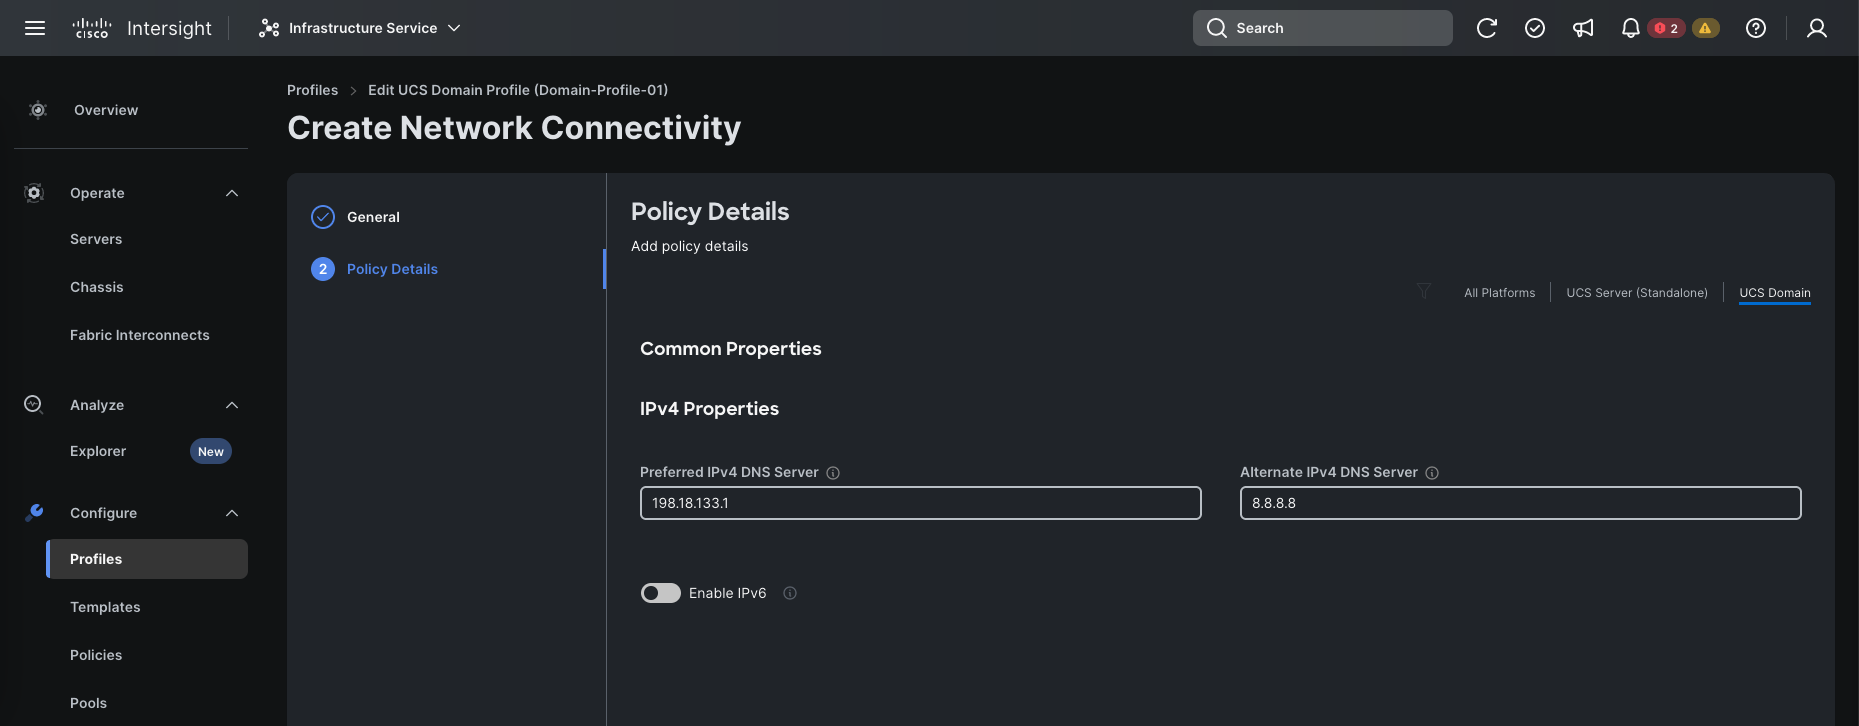 CISCO Intersight Infrastructure Service Search 2
Overview
Operate
Servers
Chassis
Fabric Interconnects
Analyze
Explorer New
Configure
Profiles
Templates
Policies
Pools
Profiles > Edit UCS Domain Profile (Domain-Profile-01)
Create Network Connectivity
General
2 Policy Details
Policy Details
Add policy details
All Platforms UCS Server (Standalone) UCS Domain
Common Properties
IPv4 Properties
Preferred IPv4 DNS Server Alternate IPv4 DNS Server
198.18.133.1 8.8.8.8
Enable IPv6